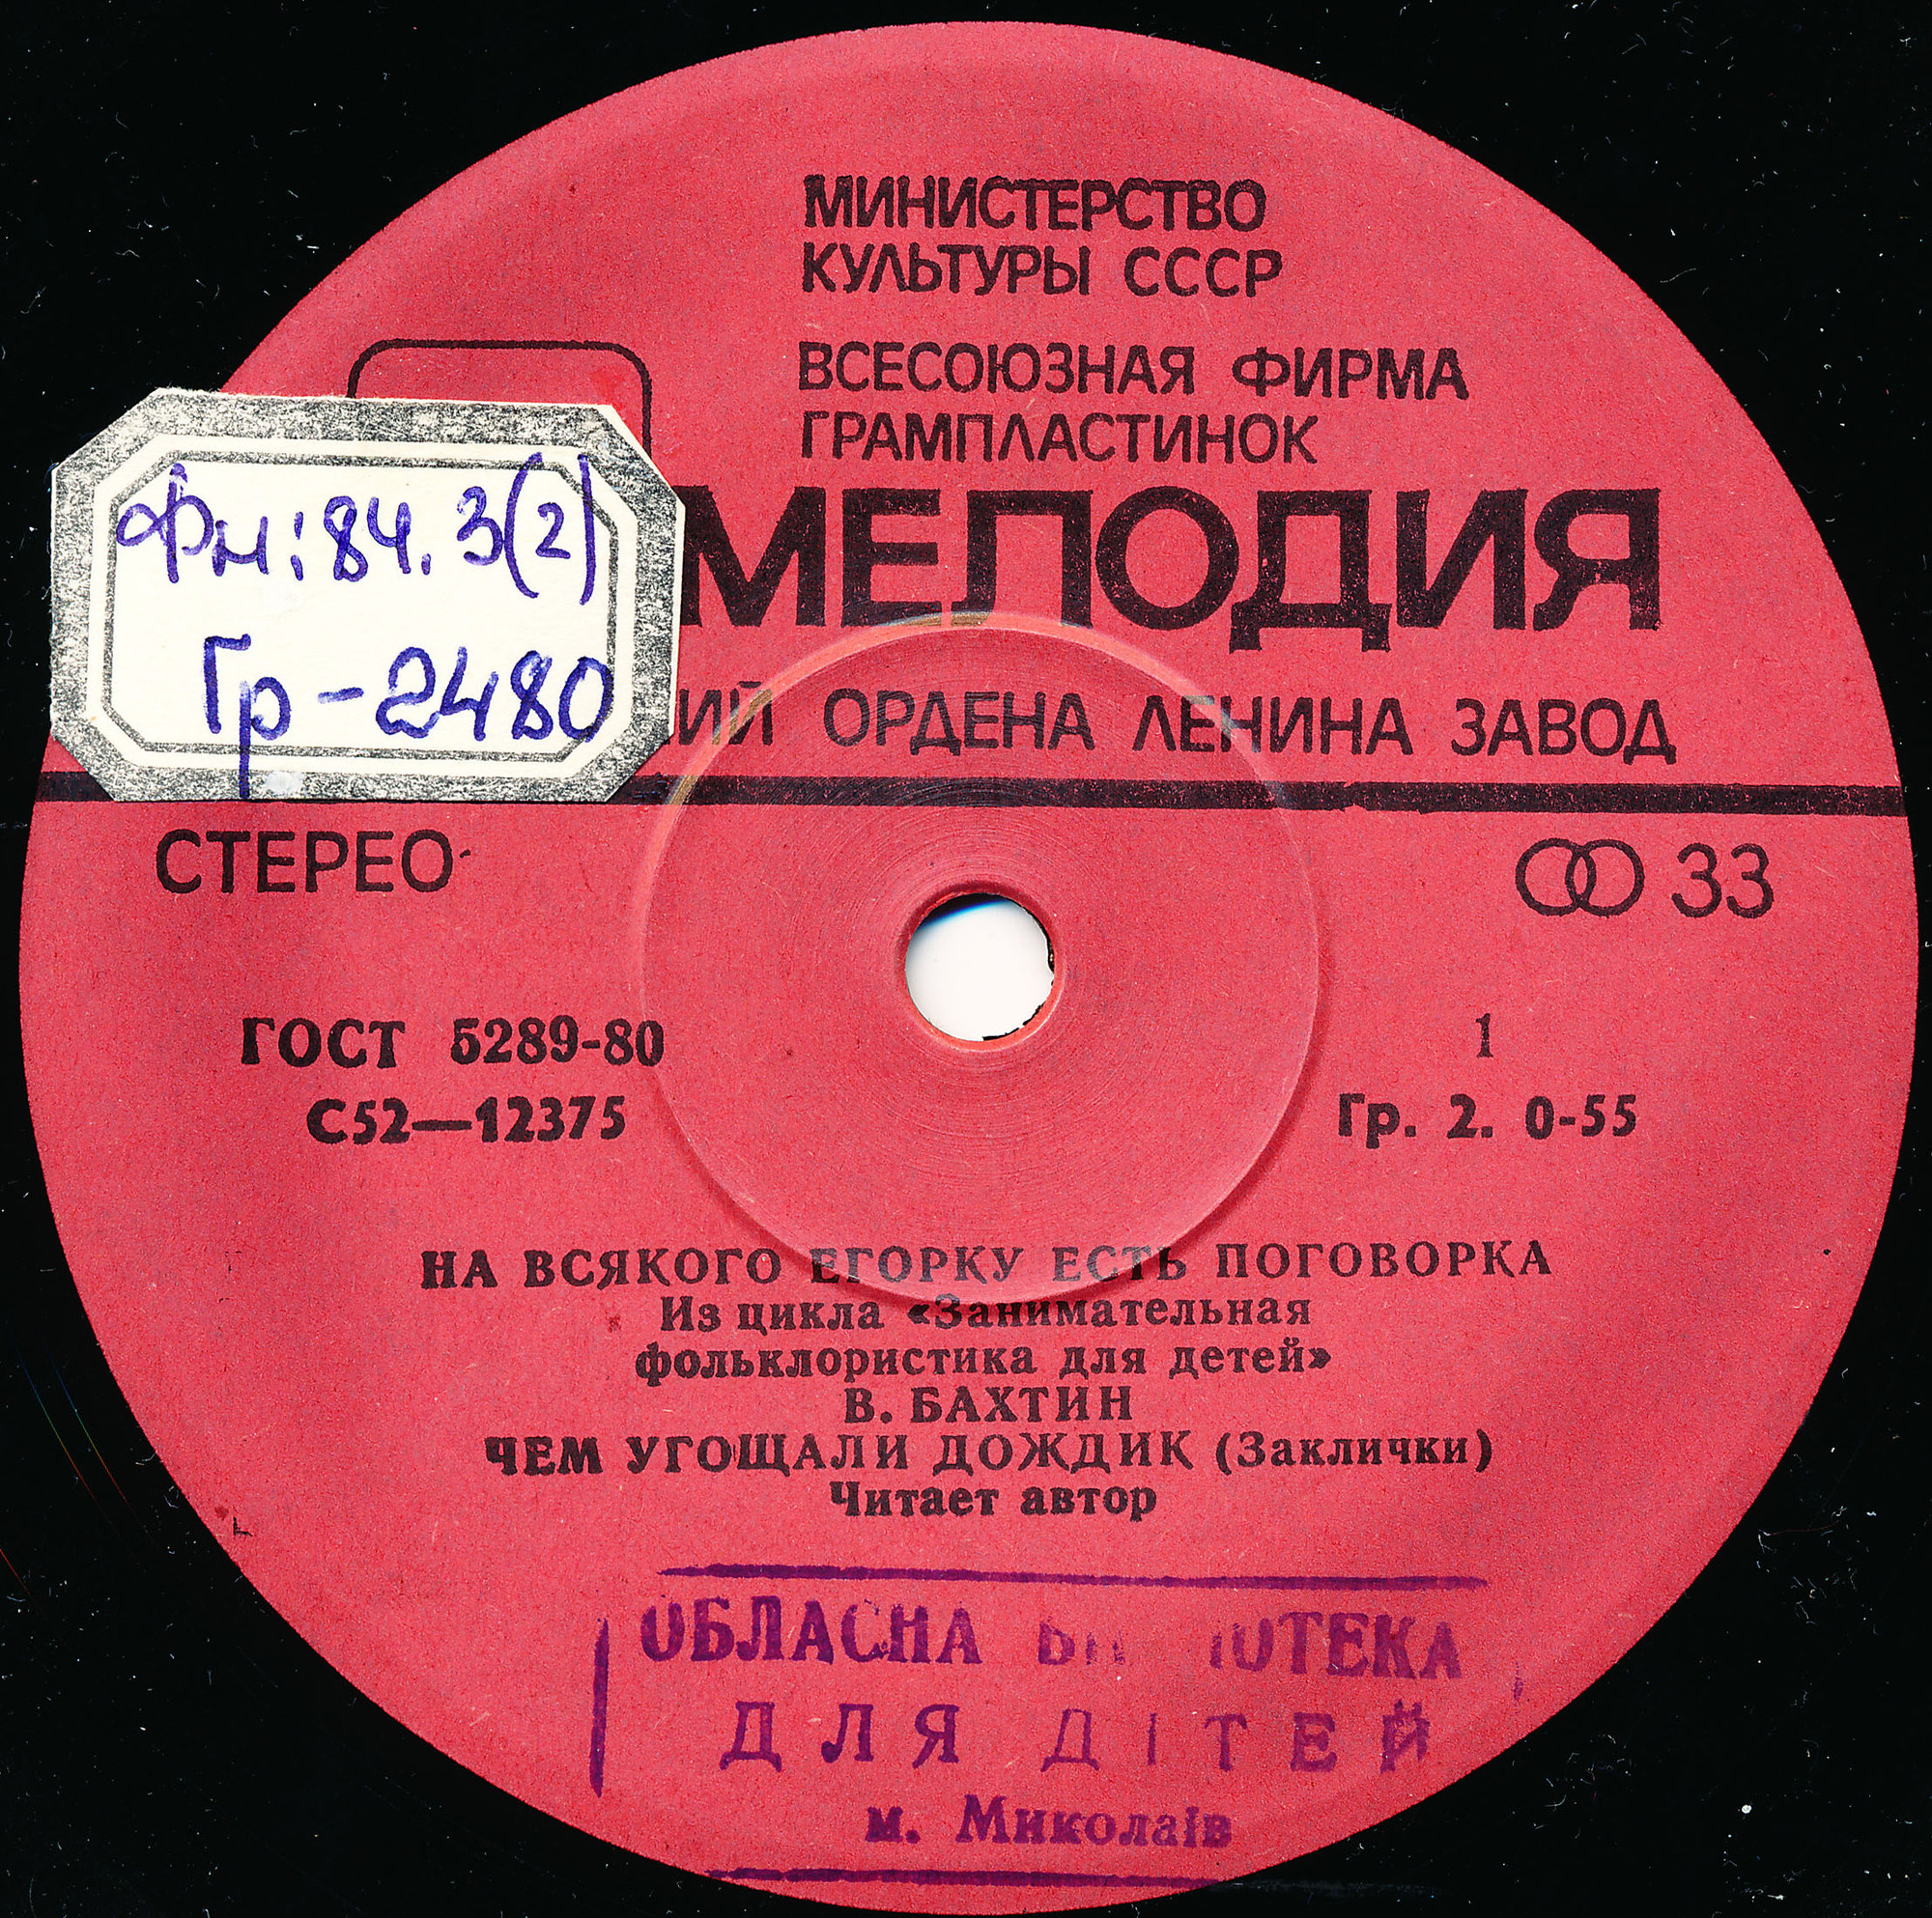 МИНИСТЕРСТВО
КУЛЬТУРЫ СССР
ВСЕСОЮЗНАЯ ФИРМА
ГРАМПЛАСТИНОК
МЕЛОДИЯ
Фн: 84. 3(2)
Гр-2480
ОРДЕНА ЛЕНИНА ЗАВОД
СТЕРЕО
33
ГОСТ 5289-80
1
С52—12375
Гр. 2. 0-55
НА ВСЯКОГО ЕГОРКУ ЕСТЬ ПОГОВОРКА
Из цикла «Занимательная
фольклористика для детей»
В. БАХТИН
ЧЕМ УГОЩАЛИ ДОЖДИК (Заклички)
Читает автор
ОБЛАСНА
ДЛЯ ДІТЕЙ
м. Миколаїв